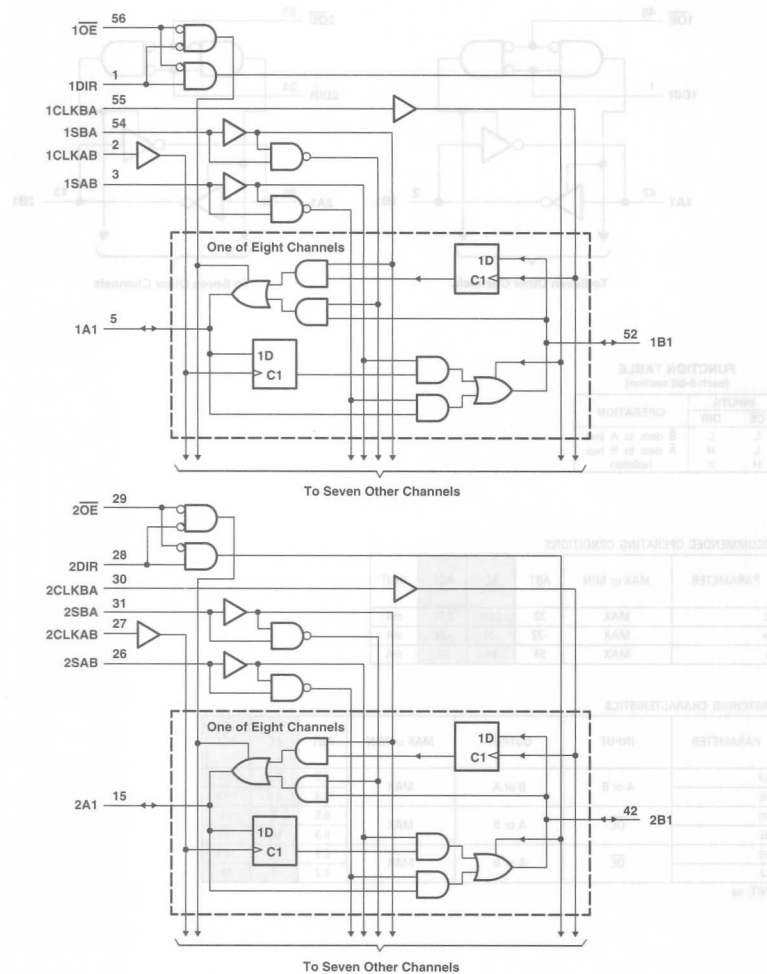 56
1OE
1
1DIR
55
1CLKBA
54
1SBA
2
1CLKAB
3
1SAB
One of Eight Channels
1D
C1
5
1A1
52
1B1
1D
C1
To Seven Other Channels
29
2OE
28
2DIR
30
2CLKBA
31
2SBA
27
2CLKAB
26
2SAB
One of Eight Channels
1D
C1
15
2A1
42
2B1
1D
C1
To Seven Other Channels